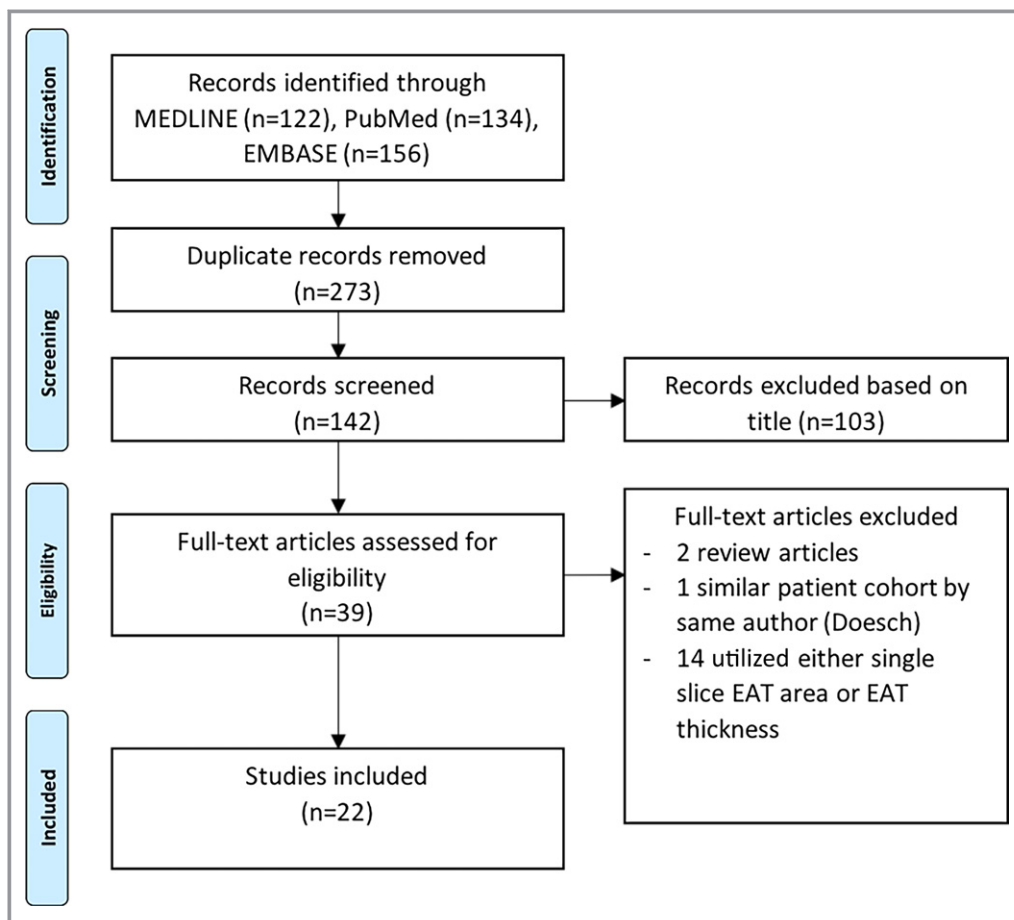 Identification
Records identified through
MEDLINE (n=122), PubMed (n=134),
EMBASE (n=156)
Screening
Duplicate records removed
(n=273)
Records screened
(n=142)
Records excluded based on
title (n=103)
Eligibility
Full-text articles assessed for
eligibility
(n=39)
Full-text articles excluded
- 2 review articles
- 1 similar patient cohort by
same author (Doesch)
- 14 utilized either single
slice EAT area or EAT
thickness
Included
Studies included
(n=22)